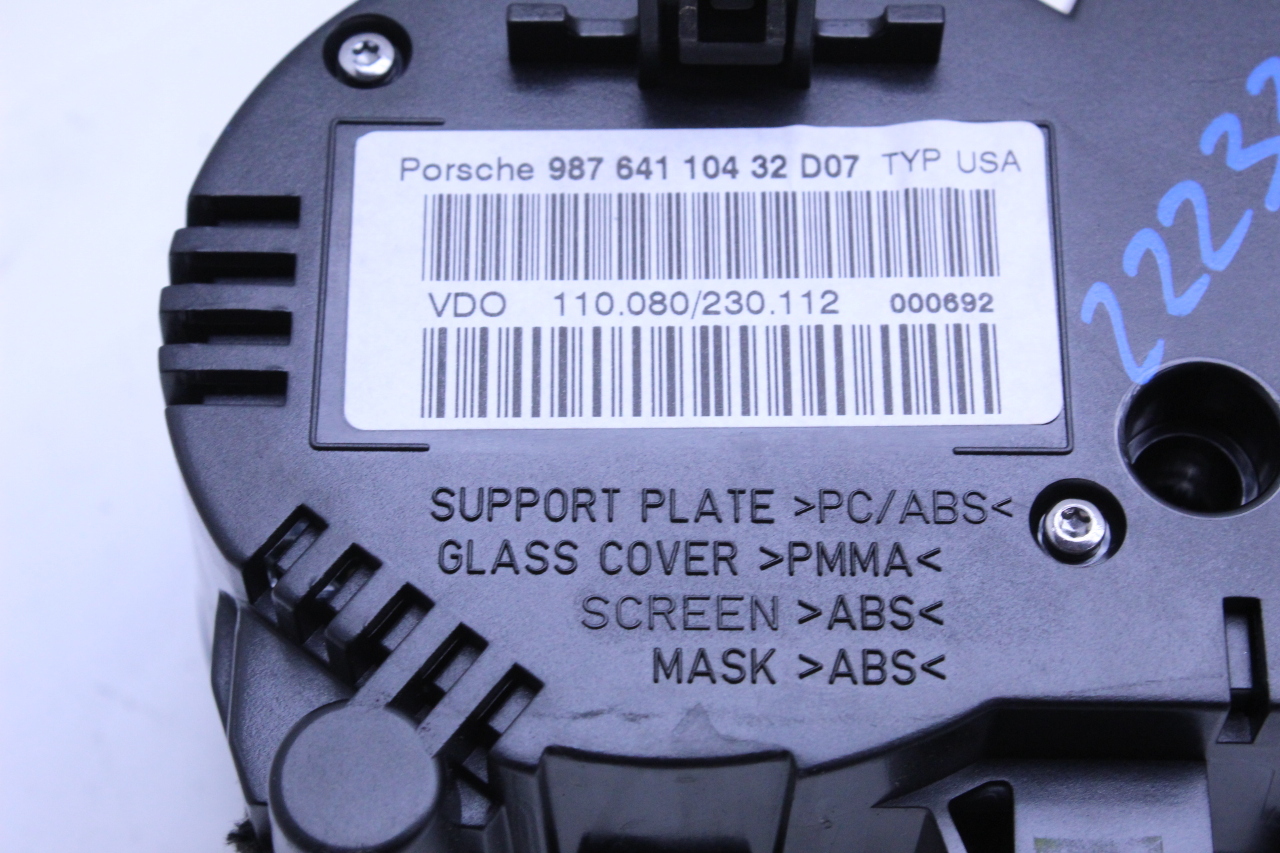 Porsche 987 641 104 32 D07 TYP USA
VDO 110.080/230.112 000692
SUPPORT PLATE >PC/ABS<
GLASS COVER >PMMA<
SCREEN >ABS<
MASK >ABS<